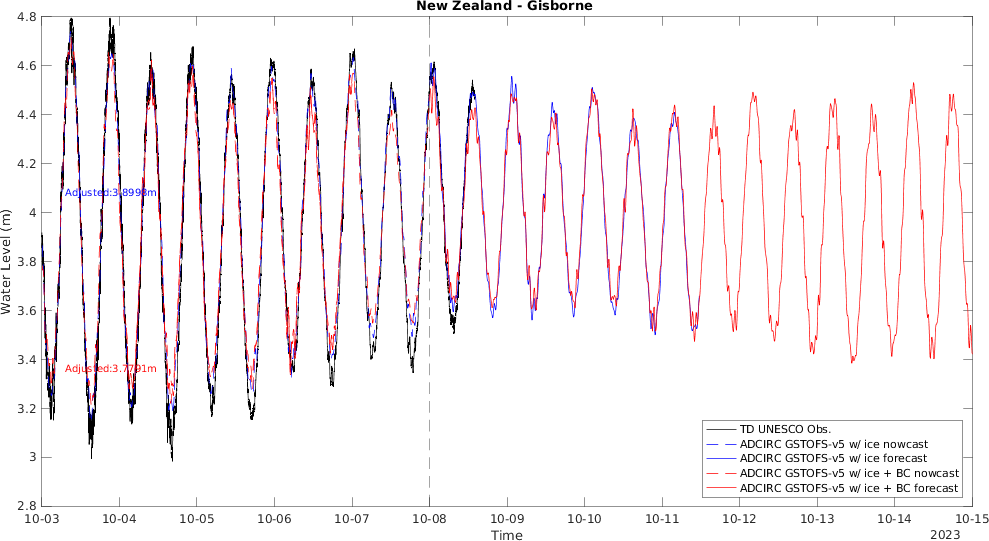 New Zealand - Gisborne
4.8
4.6
4.4
4.2
4
3.8
3.6
3.4
3.2
3
2.8
Water Level (m)
Adjusted:3.8998m
Adjusted:3.7791m
TD UNESCO Obs.
ADCIRC GSTOFS-v5 w/ ice nowcast
ADCIRC GSTOFS-v5 w/ ice forecast
ADCIRC GSTOFS-v5 w/ ice + BC nowcast
ADCIRC GSTOFS-v5 w/ ice + BC forecast
10-03 10-04 10-05 10-06 10-07 10-08 10-09 10-10 10-11 10-12 10-13 10-14 10-15
Time
2023